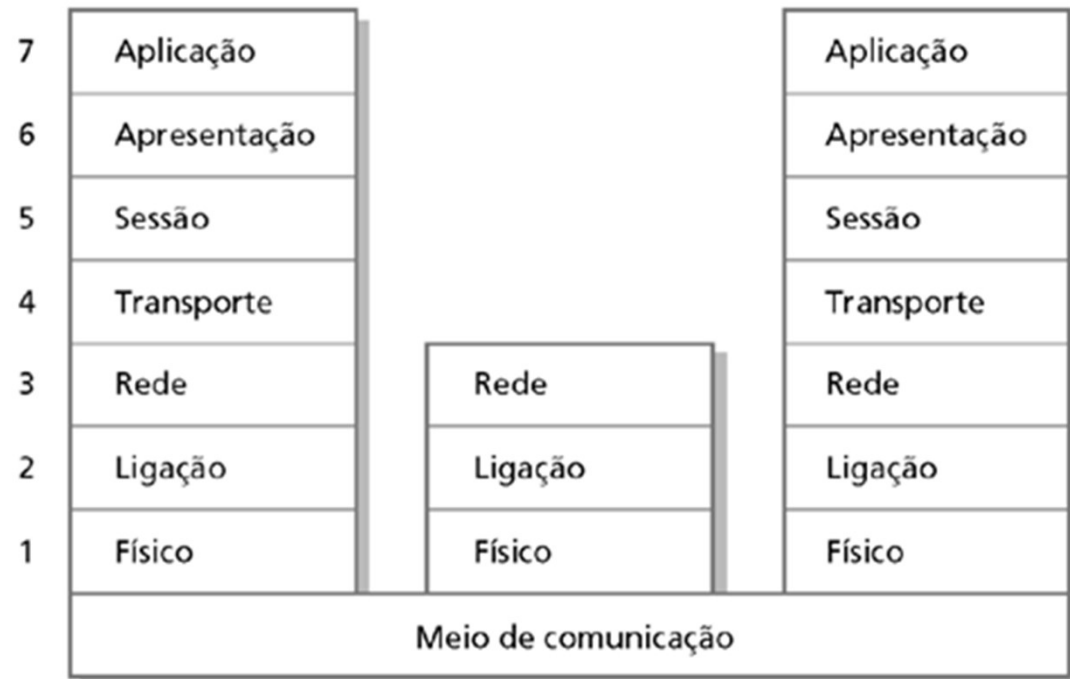 7 Aplicação Aplicação
6 Apresentação Apresentação
5 Sessão Sessão
4 Transporte Transporte
3 Rede Rede Rede
2 Ligação Ligação Ligação
1 Físico Físico Físico
Meio de comunicação